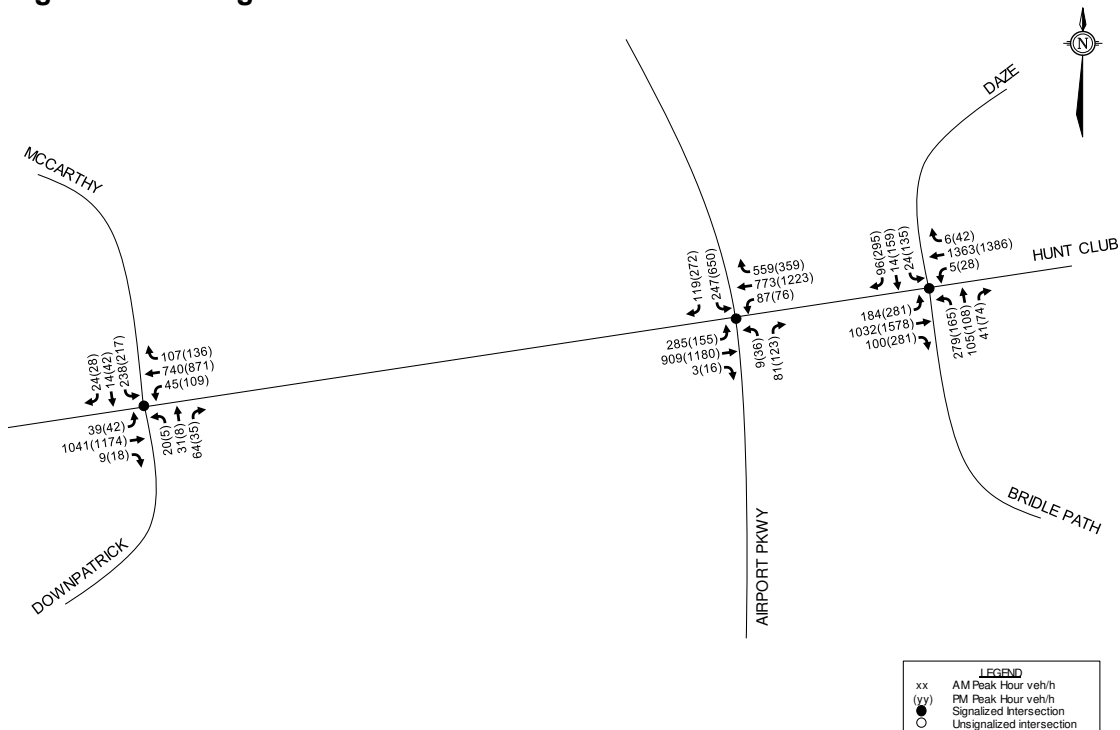 N
DAZE
MCCARTHY
HUNT CLUB
24(28)
14(42)
238(217)
107(136)
740(871)
45(109)
39(42)
1041(1174)
9(18)
20(5)
31(8)
64(35)
119(272)
247(650)
559(359)
773(1223)
87(76)
285(155)
909(1180)
3(16)
9(36)
81(123)
96(295)
14(159)
24(135)
6(42)
1363(1386)
5(28)
184(281)
1032(1578)
100(281)
279(165)
105(108)
41(74)
DOWNPATRICK
AIRPORT PKWY
BRIDLE PATH
LEGEND
xx AM Peak Hour veh/h
(yy) PM Peak Hour veh/h
Signalized Intersection
Unsignalized intersection